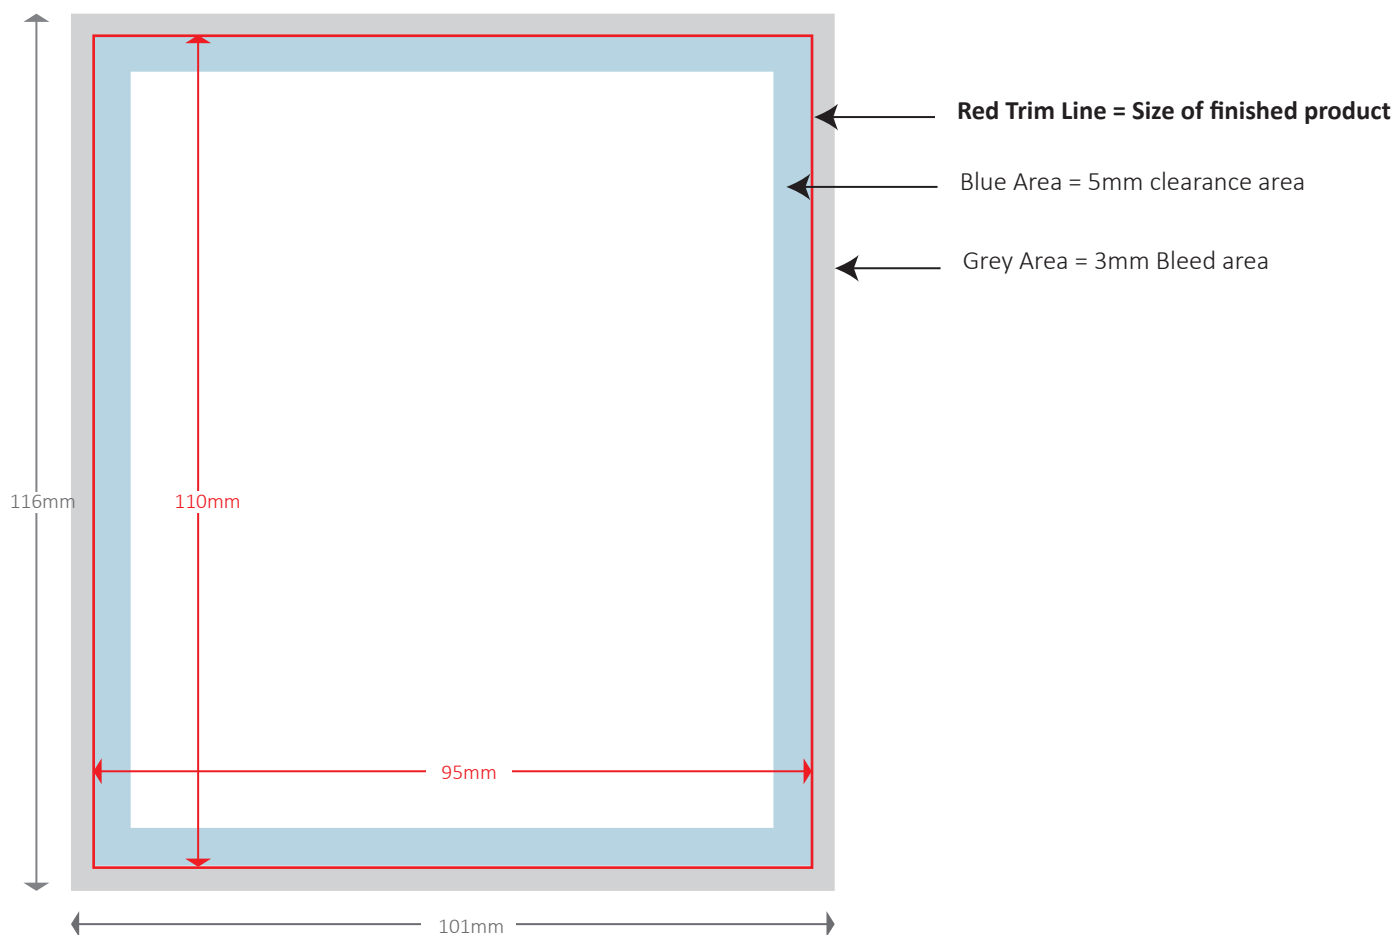 Red Trim Line = Size of finished product
Blue Area = 5mm clearance area
Grey Area = 3mm Bleed area
116mm
110mm
95mm
101mm